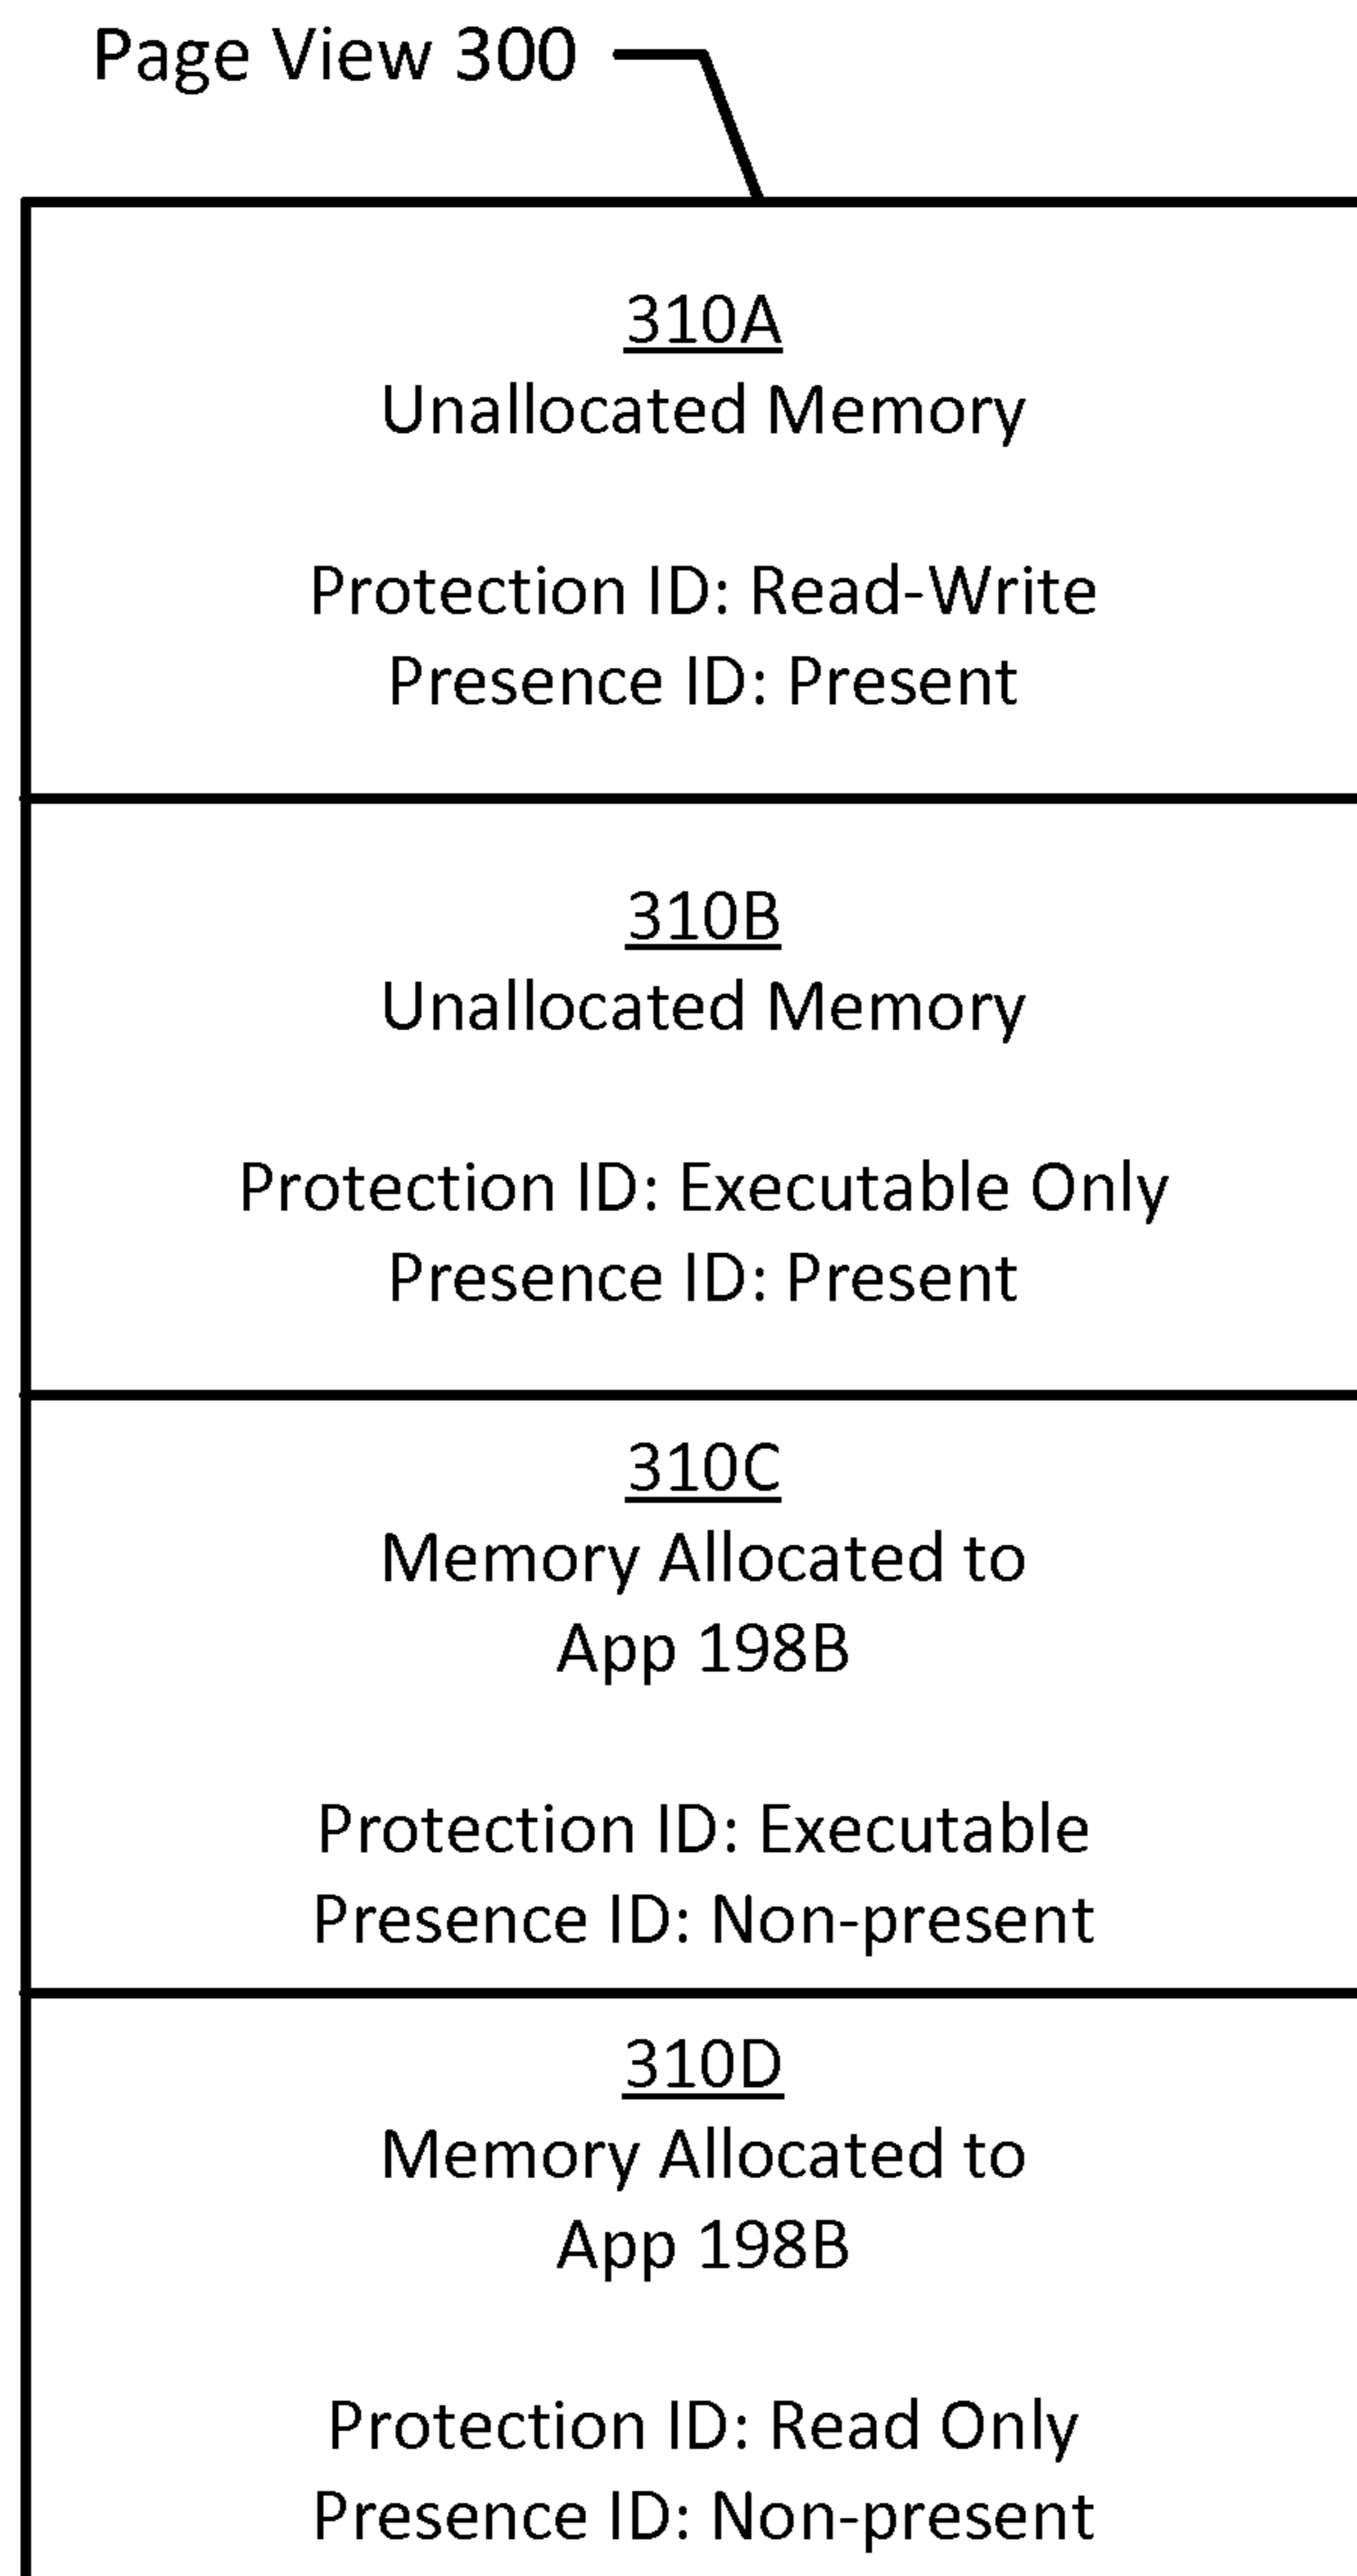 Page View 300
310A
Unallocated Memory
Protection ID: Read-Write
Presence ID: Present
310B
Unallocated Memory
Protection ID: Executable Only
Presence ID: Present
310C
Memory Allocated to
App 198B
Protection ID: Executable
Presence ID: Non-present
310D
Memory Allocated to
App 198B
Protection ID: Read Only
Presence ID: Non-present